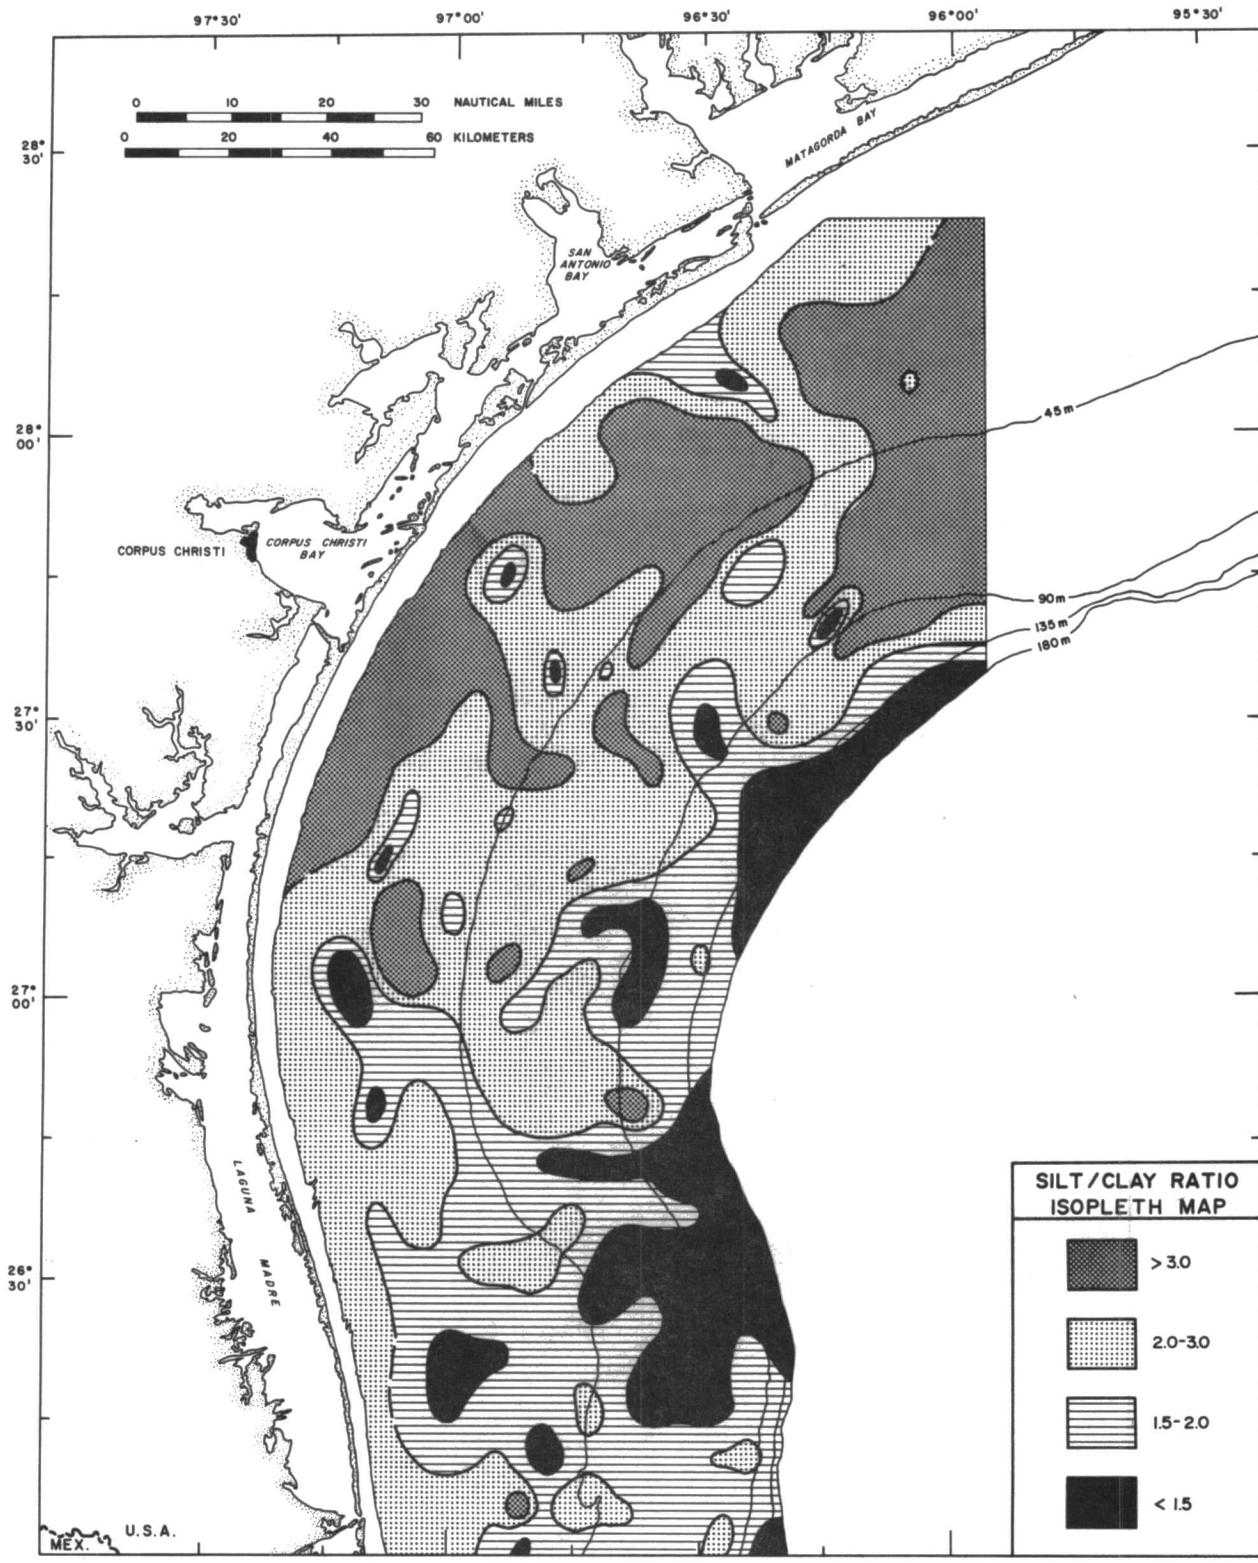 97°30'
97°00'
96°30'
96°00'
95°30'
0 10 20 30 NAUTICAL MILES
0 20 40 60 KILOMETERS
28°
30'
MATAGORDA BAY
SAN
ANTONIO
BAY
45m
28°
00'
CORPUS CHRISTI
CORPUS CHRISTI
BAY
90m
135m
180m
27°
30'
27°
00'
LAGUNA
MADRE
26°
30'
SILT/CLAY RATIO
ISOPLETH MAP
>3.0
2.0-3.0
1.5-2.0
<1.5
U.S.A.
MEX.